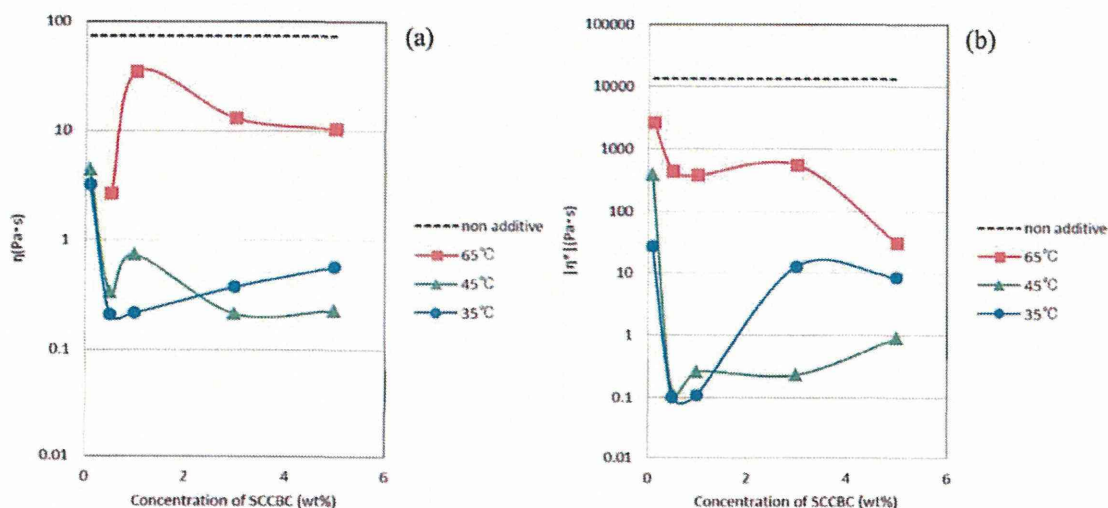 (a)
100
10
1
0.1
0.01
η(Pa•s)
0 2 4 6
Concentration of SCCBC (wt%)
non additive
65℃
45℃
35℃
(b)
100000
10000
1000
100
10
1
0.1
0.01
|η*|(Pa•s)
0 2 4 6
Concentration of SCCBC (wt%)
non additive
65℃
45℃
35℃